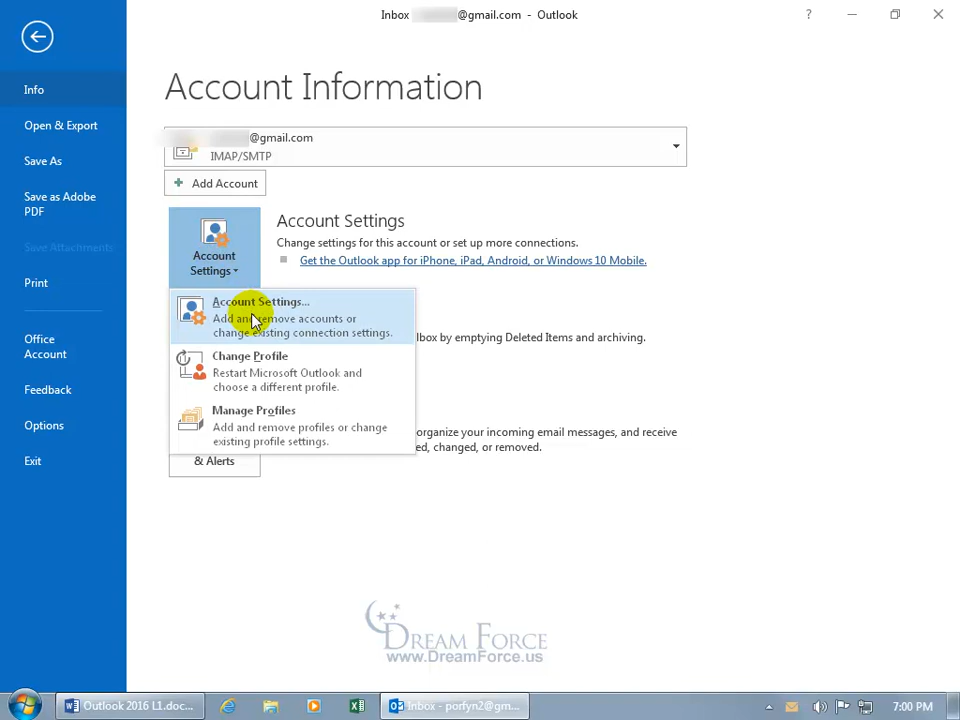 Inbox @gmail.com - Outlook
?
Account Information
Info
@gmail.com
IMAP/SMTP
Open & Export
Save As
Add Account
Save as Adobe
PDF
Account Settings
Change settings for this account or set up more connections.
Get the Outlook app for iPhone, iPad, Android, or Windows 10 Mobile.
Account
Settings
Save Attachments
Print
Account Settings...
Add and remove accounts or
change existing connection settings.
lbox by emptying Deleted Items and archiving.
Office
Account
Change Profile
Restart Microsoft Outlook and
choose a different profile.
Feedback
Manage Profiles
Add and remove profiles or change
existing profile settings.
organize your incoming email messages, and receive
ed, changed, or removed.
Options
Exit
& Alerts
DREAM FORCE
www.DreamForce.us
Outlook 2016 L1.doc...
Inbox - porfyn2@gm...
7:00 PM